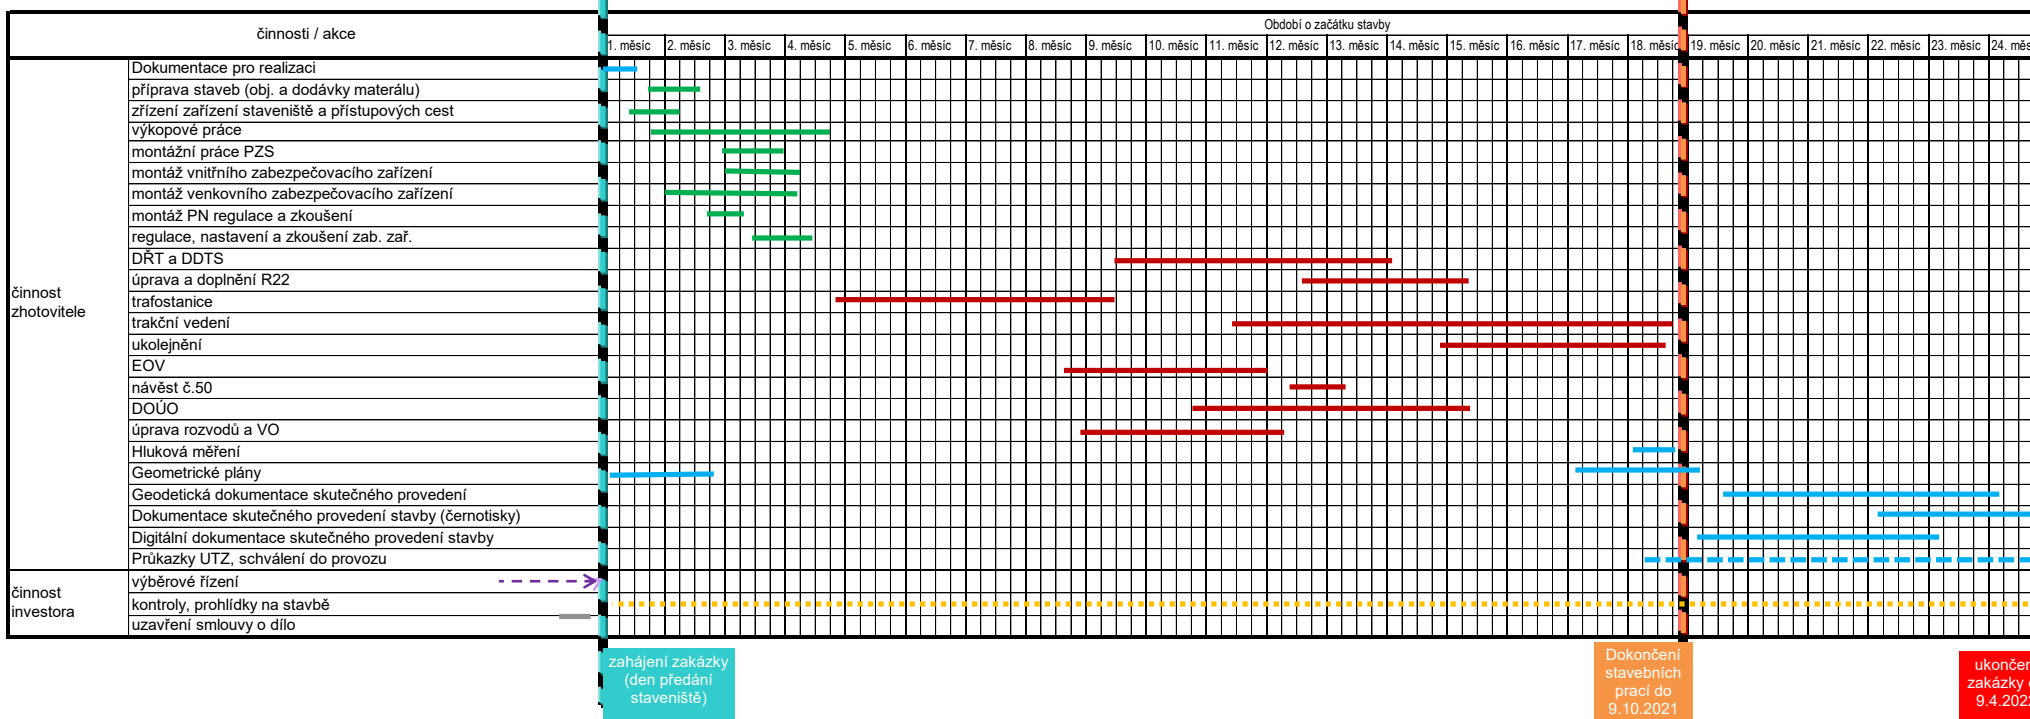 činnosti / akce
Období o začátku stavby
1. měsíc 2. měsíc 3. měsíc 4. měsíc 5. měsíc 6. měsíc 7. měsíc 8. měsíc 9. měsíc 10. měsíc 11. měsíc 12. měsíc 13. měsíc 14. měsíc 15. měsíc 16. měsíc 17. měsíc 18. měsíc 19. měsíc 20. měsíc 21. měsíc 22. měsíc 23. měsíc 24. měs
činnost
zhotovitele
Dokumentace pro realizaci
příprava staveb (obj. a dodávky materálu)
zřízení zařízení staveniště a přístupových cest
výkopové práce
montážní práce PZS
montáž vnitřního zabezpečovacího zařízení
montáž venkovního zabezpečovacího zařízení
montáž PN regulace a zkoušení
regulace, nastavení a zkoušení zab. zař.
DŘT a DDTS
úprava a doplnění R22
trafostanice
trakční vedení
ukolejnění
EOV
návěst č.50
DOÚO
úprava rozvodů a VO
Hluková měření
Geometrické plány
Geodetická dokumentace skutečného provedení
Dokumentace skutečného provedení stavby (černotisky)
Digitální dokumentace skutečného provedení stavby
Průkazky UTZ, schválení do provozu
činnost
investora
výběrové řízení
kontroly, prohlídky na stavbě
uzavření smlouvy o dílo
zahájení zakázky
(den předání
staveniště)
Dokončení
stavebních
prací do
9.10.2021
ukončen
zakázky
9.4.2022